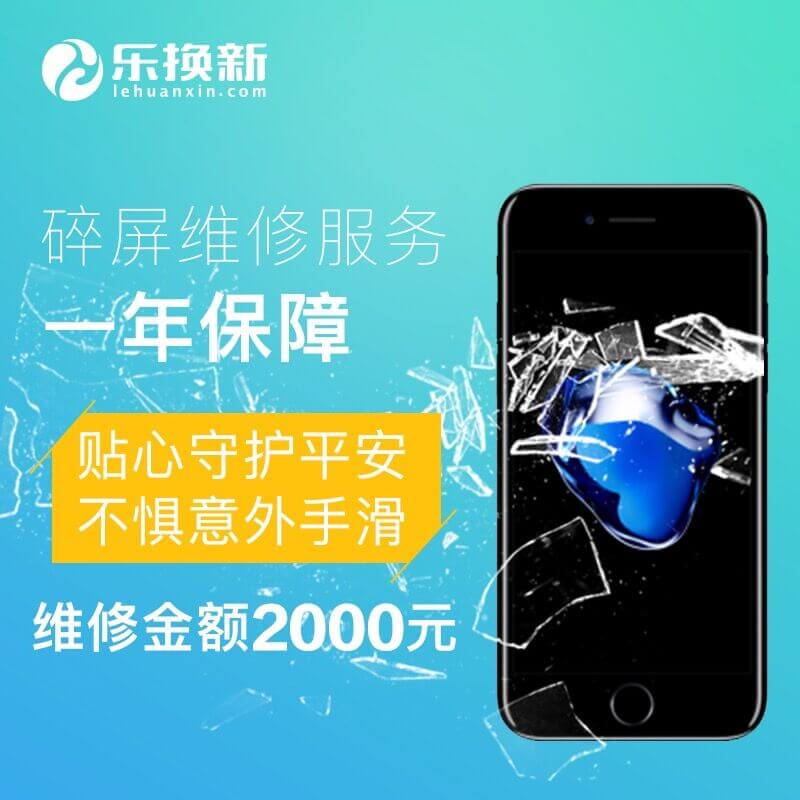 乐换新
lehuanxin.com
碎屏维修服务
一年保障
贴心守护平安
不惧意外手滑
维修金额2000元